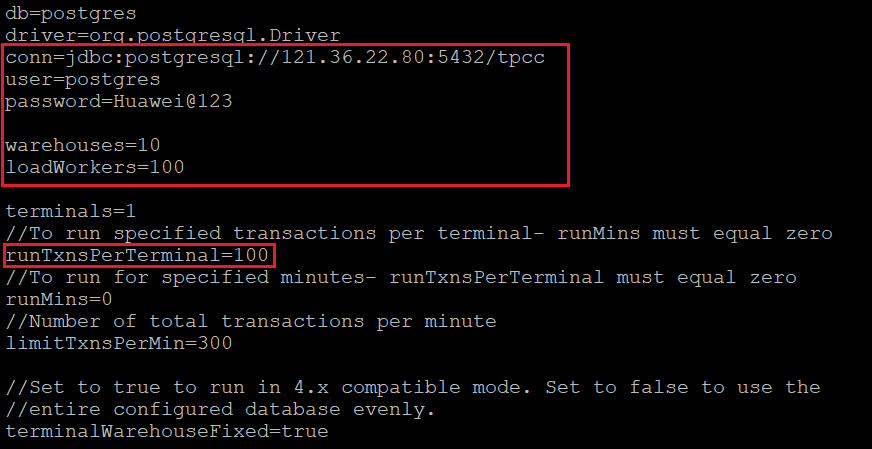 db=postgres
driver=org.postgresql.Driver
conn=jdbc:postgresql://121.36.22.80:5432/tpcc
user=postgres
password=Huawei@123
warehouses=10
loadWorkers=100
terminals=1
//To run specified transactions per terminal- runMins must equal zero
runTxnsPerTerminal=100
//To run for specified minutes- runTxnsPerTerminal must equal zero
runMins=0
//Number of total transactions per minute
limitTxnsPerMin=300
//Set to true to run in 4.x compatible mode. Set to false to use the
//entire configured database evenly.
terminalWarehouseFixed=true